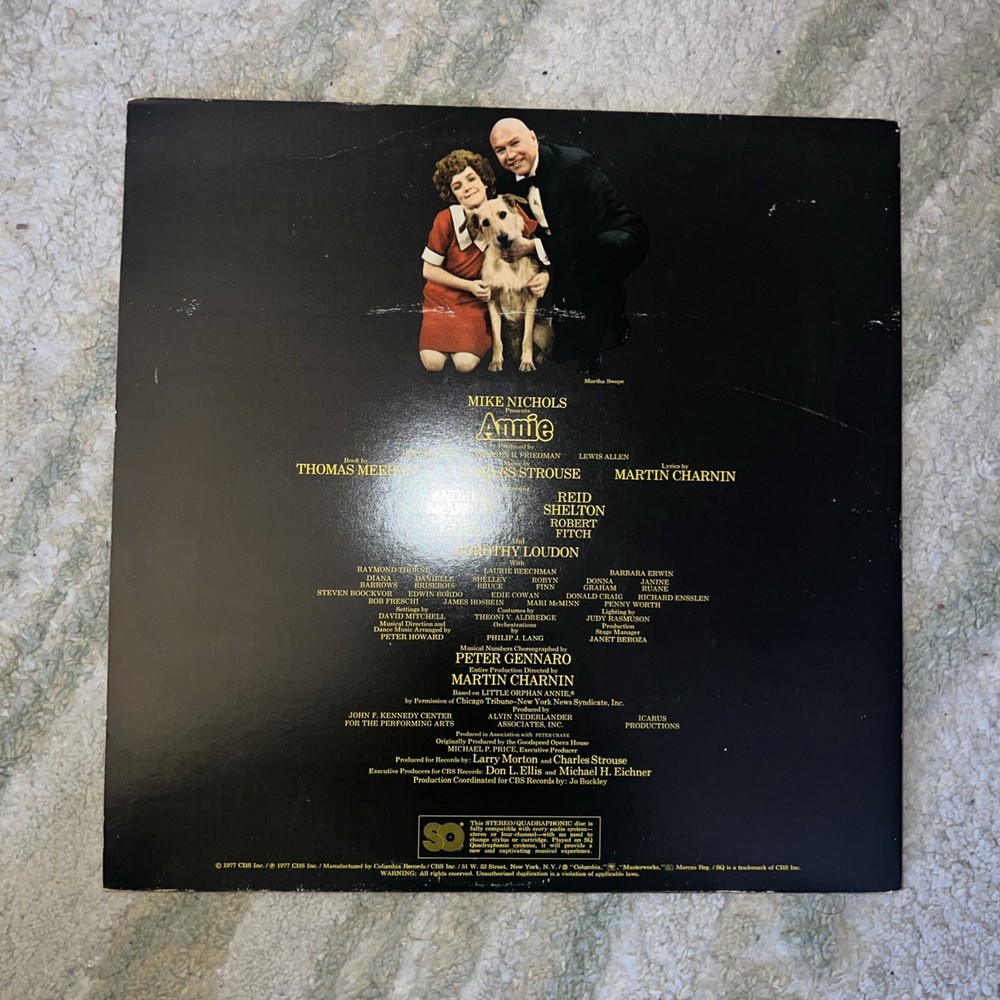 Martha Swope
MIKE NICHOLS
Presents
Annie
Produced by
STEPHEN R. FRIEDMAN LEWIS ALLEN
Book by Music by Lyrics by
THOMAS STROUSE MARTIN CHARNIN
REID
SHELTON
ROBERT
FITCH
And
DOROTHY LOUDON
With
RAYMOND THORNE LAURIE BEECHMAN BARBARA ERWIN
DIANA DANIELLE SHELLEY ROBYN DONNA JANINE
BARROWS BRISEBOIS BRUCE FINN GRAHAM RUANE
STEVEN BOOCKVOR EDWIN BORDO EDIE COWAN DONALD CRAIG RICHARD ENSSLEN
BOB FRESCHI JAMES HOSBEIN MARI McMINN PENNY WORTH
Settings by Costumes by Lighting by
DAVID MITCHELL THEONI V. ALDREDGE JUDY RASMUSON
Musical Direction and Orchestrations Production
Dance Music Arranged by by Stage Manager
PETER HOWARD PHILIP J. LANG JANET BEROZA
Musical Numbers Choreographed by
PETER GENNARO
Entire Production Directed by
MARTIN CHARNIN
Based on LITTLE ORPHAN ANNIE,®
by Permission of Chicago Tribune–New York News Syndicate, Inc.
Produced by
JOHN F. KENNEDY CENTER ALVIN NEDERLANDER ICARUS
FOR THE PERFORMING ARTS ASSOCIATES, INC. PRODUCTIONS
Produced in Association with PETER CRANE
Originally Produced by the Goodspeed Opera House
MICHAEL P. PRICE, Executive Producer
Produced for Records by: Larry Morton and Charles Strouse
Executive Producers for CBS Records: Don L. Ellis and Michael H. Eichner
Production Coordinated for CBS Records by: Jo Buckley
SQ®
This STEREO/QUADRAPHONIC disc is
fully compatible with every audio system—
stereo or four-channel—with no need to
change stylus or cartridge. Played on SQ
Quadraphonic systems, it will provide a
new and captivating musical experience.
© 1977 CBS Inc. / ℗ 1977 CBS Inc. / Manufactured by Columbia Records / CBS Inc. / 51 W. 52 Street, New York, N.Y. / ® "Columbia," "Masterworks," Marcas Reg. / SQ is a trademark of CBS Inc.
WARNING: All rights reserved. Unauthorized duplication is a violation of applicable laws.